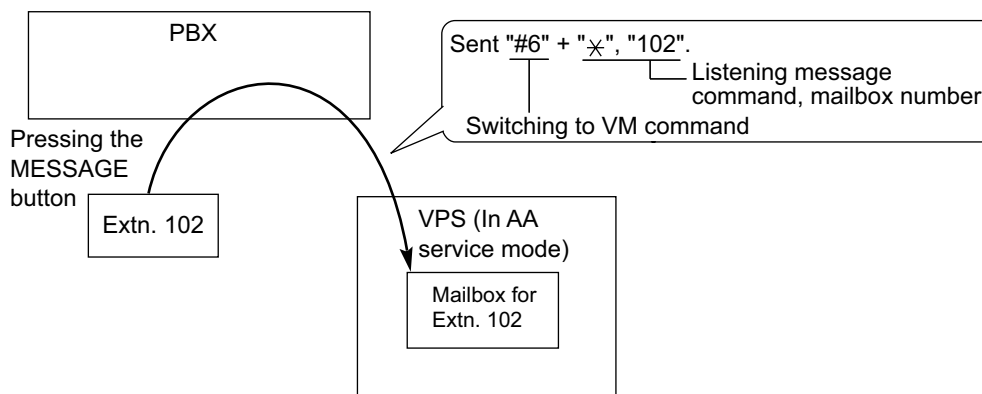 PBX
Sent "#6" + "*", "102".
Listening message
command, mailbox number
Switching to VM command
Pressing the
MESSAGE
button
Extn. 102
VPS (In AA
service mode)
Mailbox for
Extn. 102